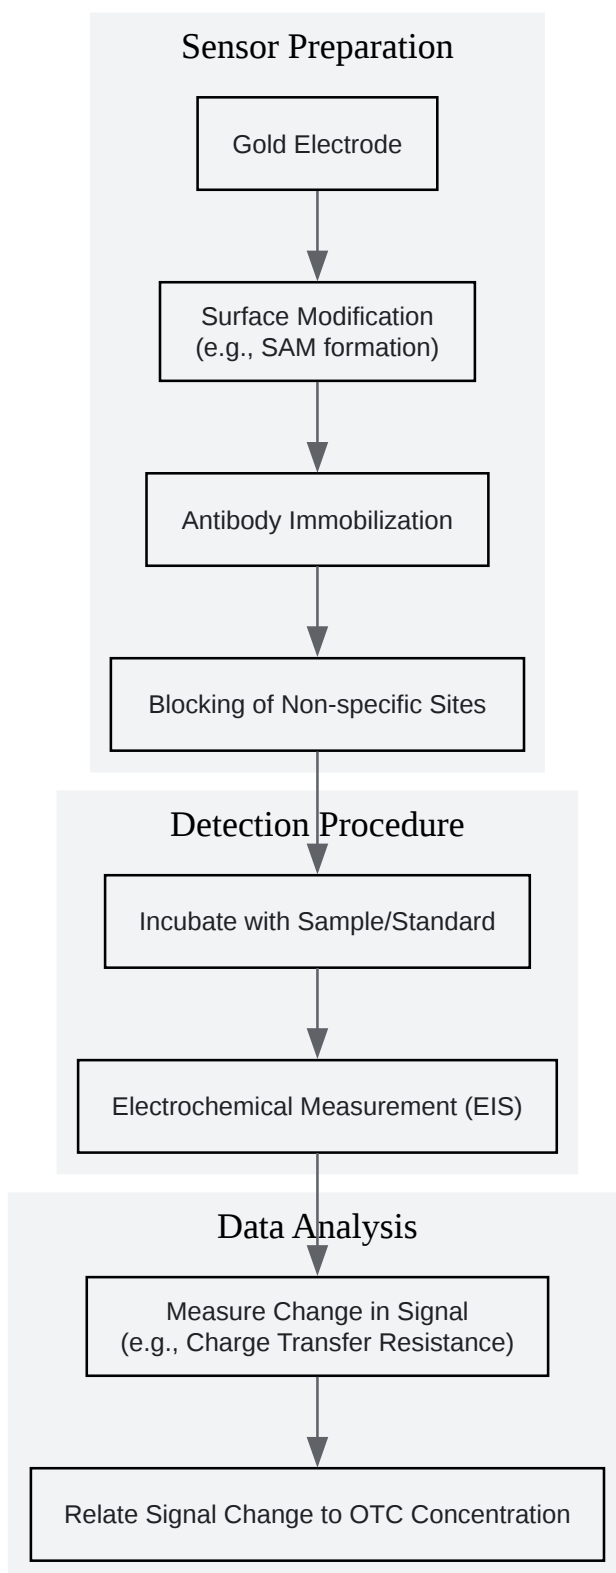 Sensor Preparation
Gold Electrode
Surface Modification
(e.g., SAM formation)
Antibody Immobilization
Blocking of Non-specific Sites
Detection Procedure
Incubate with Sample/Standard
Electrochemical Measurement (EIS)
Data Analysis
Measure Change in Signal
(e.g., Charge Transfer Resistance)
Relate Signal Change to OTC Concentration